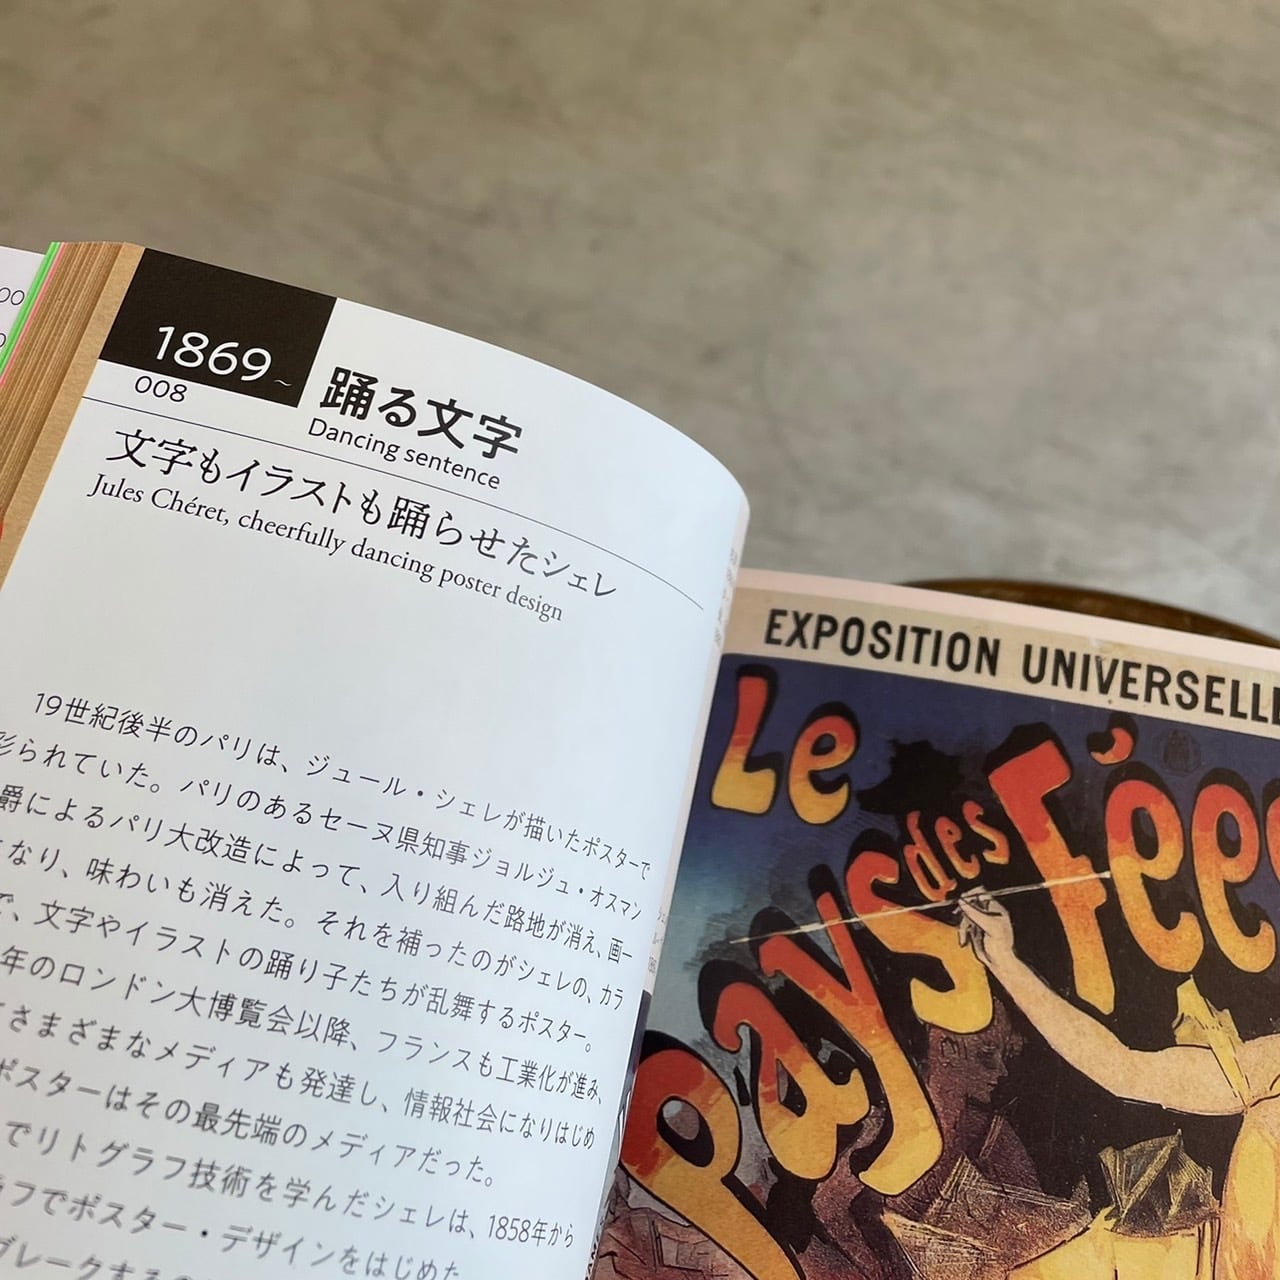 00
1869~
008
踊る文字
Dancing sentence
文字もイラストも踊らせたシェレ
Jules Chéret, cheerfully dancing poster design
19世紀後半のパリは、ジュール・シェレが描いたポスターで
彩られていた。パリのあるセーヌ県知事ジョルジュ・オスマン
爵によるパリ大改造によって、入り組んだ路地が消え、画一
なり、味わいも消えた。それを補ったのがシェレの、カラ
で、文字やイラストの踊り子たちが乱舞するポスター。
年のロンドン大博覧会以降、フランスも工業化が進み、
さまざまなメディアも発達し、情報社会になりはじめ
ポスターはその最先端のメディアだった。
でリトグラフ技術を学んだシェレは、1858年から
フでポスター・デザインをはじめた
EXPOSITION UNIVERSELLE
Le
Pays des Fées